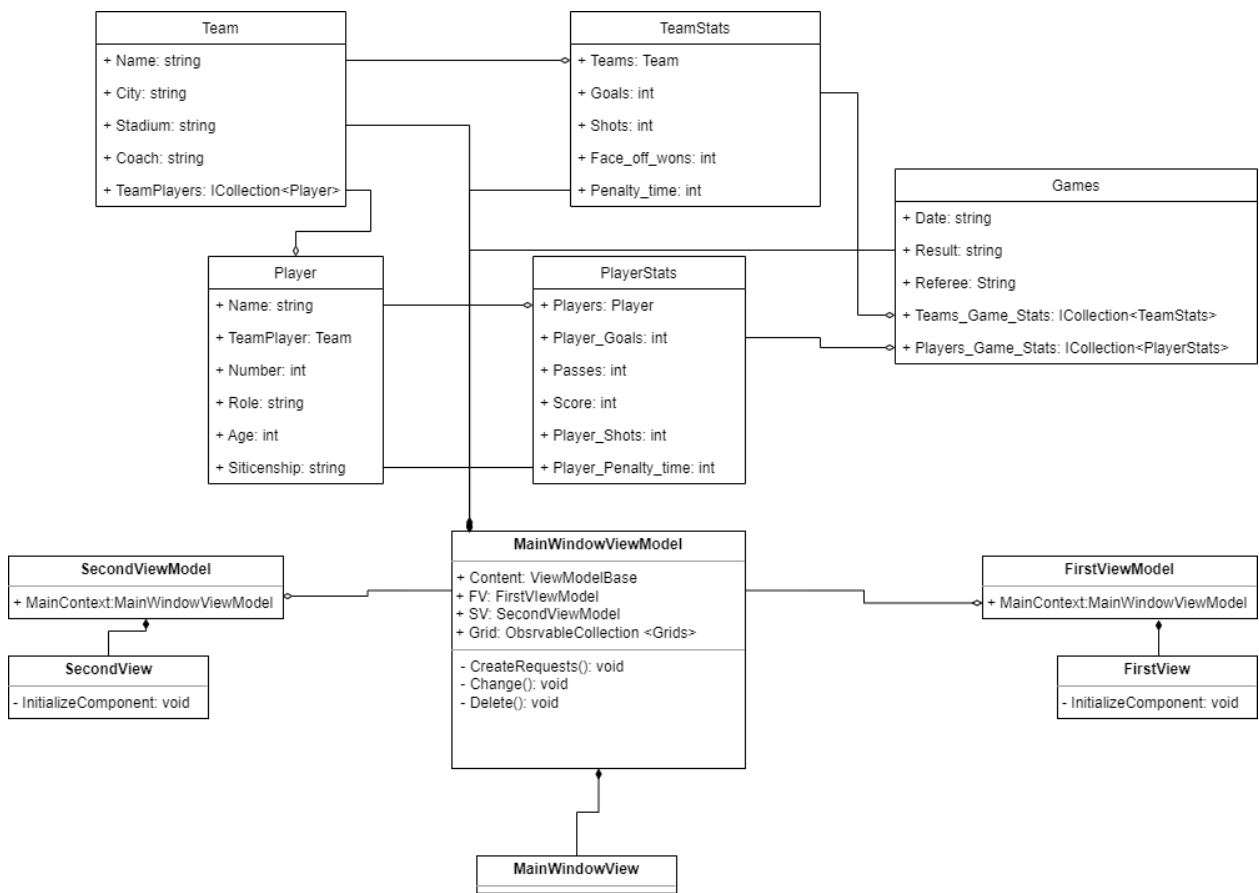 Team
+ Name: string
+ City: string
+ Stadium: string
+ Coach: string
+ TeamPlayers: ICollection<Player>
TeamStats
+ Teams: Team
+ Goals: int
+ Shots: int
+ Face_off_wons: int
+ Penalty_time: int
Games
+ Date: string
+ Result: string
+ Referee: String
+ Teams_Game_Stats: ICollection<TeamStats>
+ Players_Game_Stats: ICollection<PlayerStats>
Player
+ Name: string
+ TeamPlayer: Team
+ Number: int
+ Role: string
+ Age: int
+ Siticenship: string
PlayerStats
+ Players: Player
+ Player_Goals: int
+ Passes: int
+ Score: int
+ Player_Shots: int
+ Player_Penalty_time: int
SecondViewModel
+ MainContext:MainWindowViewModel
SecondView
- InitializeComponent: void
MainWindowViewModel
+ Content: ViewModelBase
+ FV: FirstVIewModel
+ SV: SecondViewModel
+ Grid: ObsrvableCollection <Grids>
- CreateRequests(): void
- Change(): void
- Delete(): void
FirstViewModel
+ MainContext:MainWindowViewModel
FirstView
- InitializeComponent: void
MainWindowView